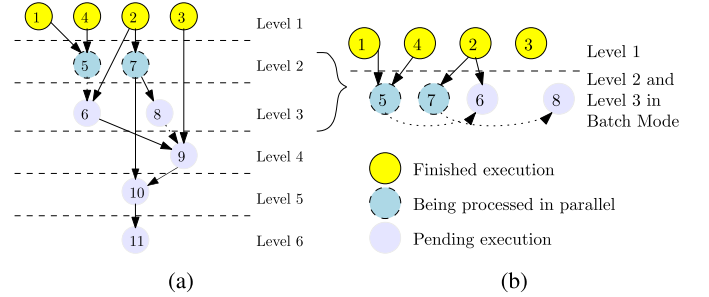 1 4 2 3 Level 1
5 7 Level 2
6 8 Level 3
9 Level 4
10 Level 5
11 Level 6
(a)
1 4 2 3 Level 1
5 7 6 8
Level 2 and
Level 3 in
Batch Mode
Finished execution
Being processed in parallel
Pending execution
(b)